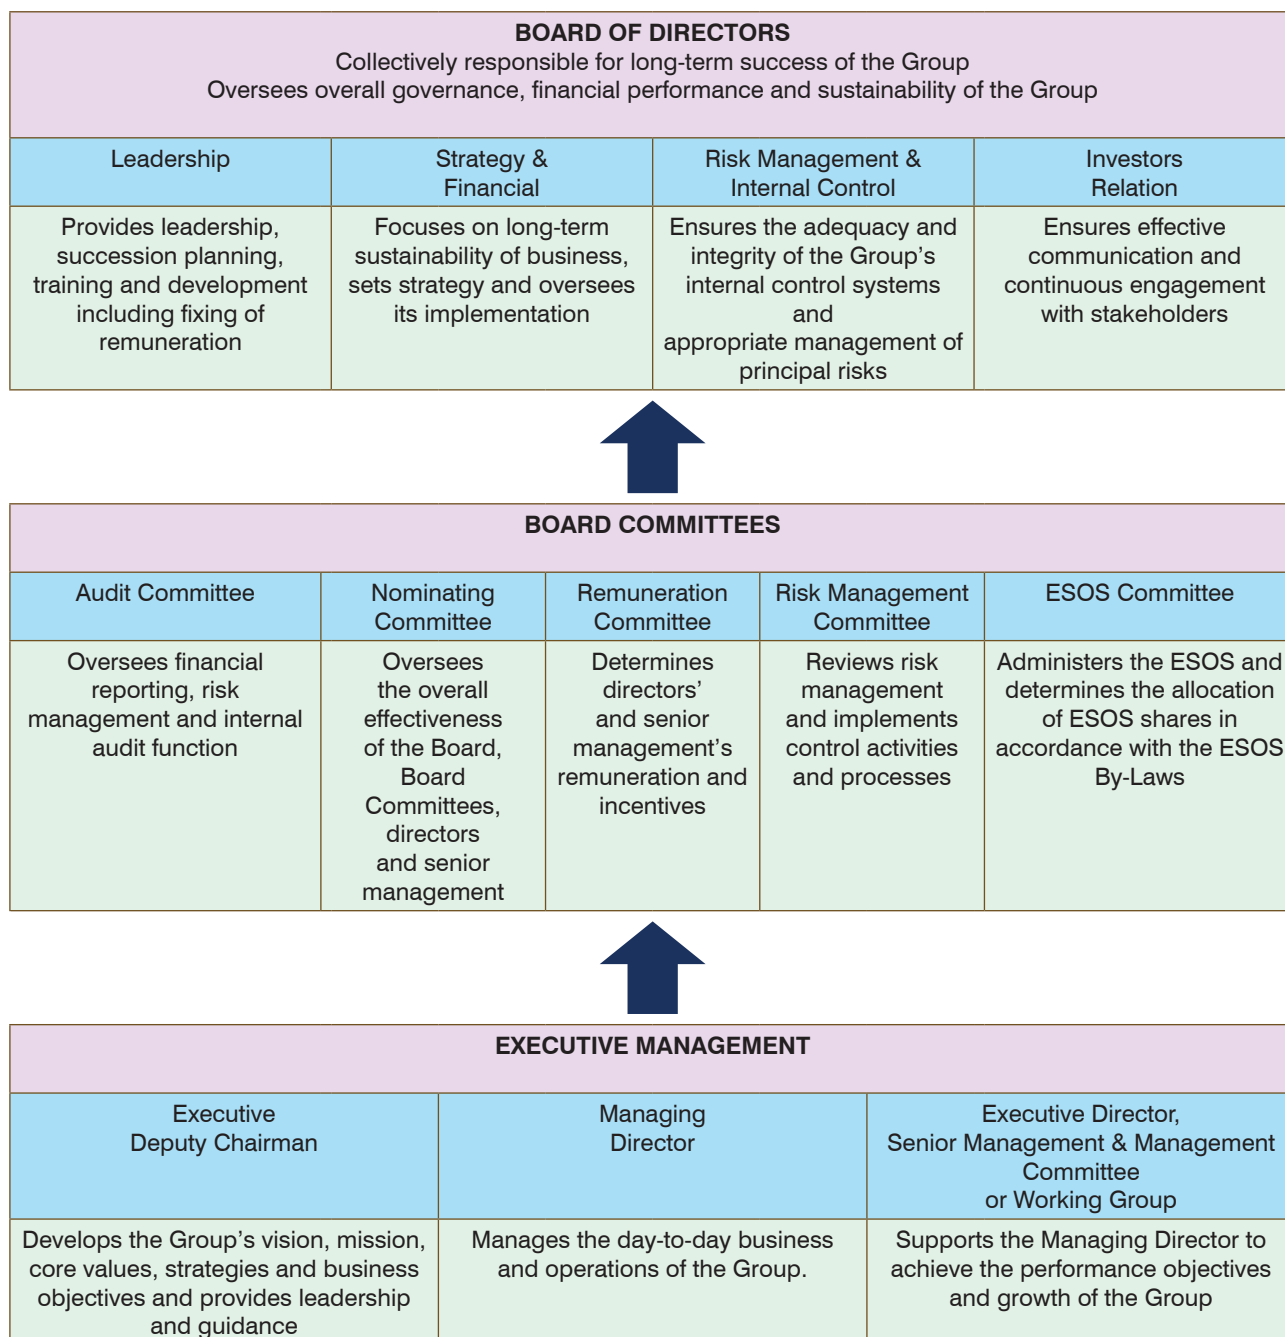 BOARD OF DIRECTORS
Collectively responsible for long-term success of the Group
Oversees overall governance, financial performance and sustainability of the Group
Leadership
Strategy &
Financial
Risk Management &
Internal Control
Investors
Relation
Provides leadership,
succession planning,
training and development
including fixing of
remuneration
Focuses on long-term
sustainability of business,
sets strategy and oversees
its implementation
Ensures the adequacy and
integrity of the Group’s
internal control systems
and
appropriate management of
principal risks
Ensures effective
communication and
continuous engagement
with stakeholders
BOARD COMMITTEES
Audit Committee
Nominating
Committee
Remuneration
Committee
Risk Management
Committee
ESOS Committee
Oversees financial
reporting, risk
management and internal
audit function
Oversees
the overall
effectiveness
of the Board,
Board
Committees,
directors
and senior
management
Determines
directors’
and senior
management’s
remuneration and
incentives
Reviews risk
management
and implements
control activities
and processes
Administers the ESOS and
determines the allocation
of ESOS shares in
accordance with the ESOS
By-Laws
EXECUTIVE MANAGEMENT
Executive
Deputy Chairman
Managing
Director
Executive Director,
Senior Management & Management
Committee
or Working Group
Develops the Group’s vision, mission,
core values, strategies and business
objectives and provides leadership
and guidance
Manages the day-to-day business
and operations of the Group.
Supports the Managing Director to
achieve the performance objectives
and growth of the Group